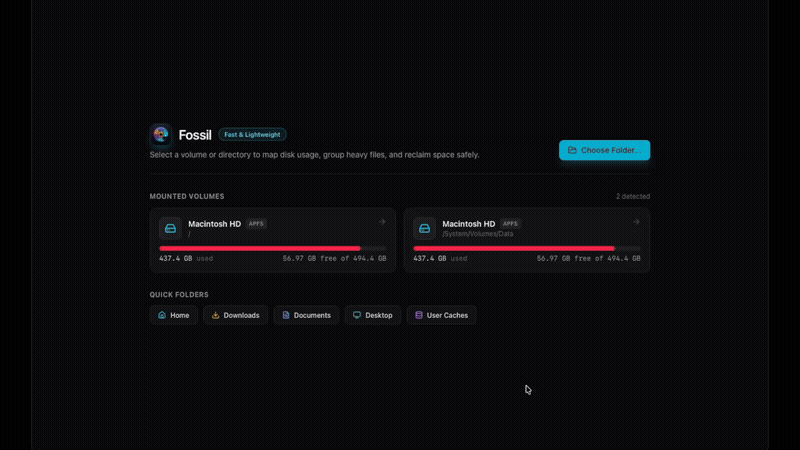 Fossil Fast & Lightweight
Select a volume or directory to map disk usage, group heavy files, and reclaim space safely.
Choose Folder...
MOUNTED VOLUMES
2 detected
Macintosh HD APFS
/
437.4 GB used
56.97 GB free of 494.4 GB
Macintosh HD APFS
/System/Volumes/Data
437.4 GB used
56.97 GB free of 494.4 GB
QUICK FOLDERS
Home
Downloads
Documents
Desktop
User Caches